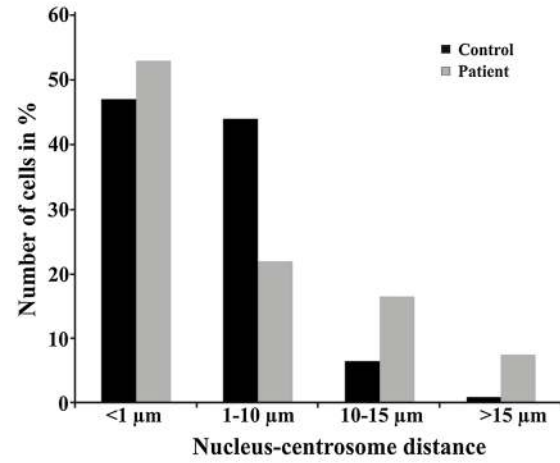 Number of cells in %
60
50
40
30
20
10
0
Control
Patient
<1 µm
1-10 µm
10-15 µm
>15 µm
Nucleus-centrosome distance